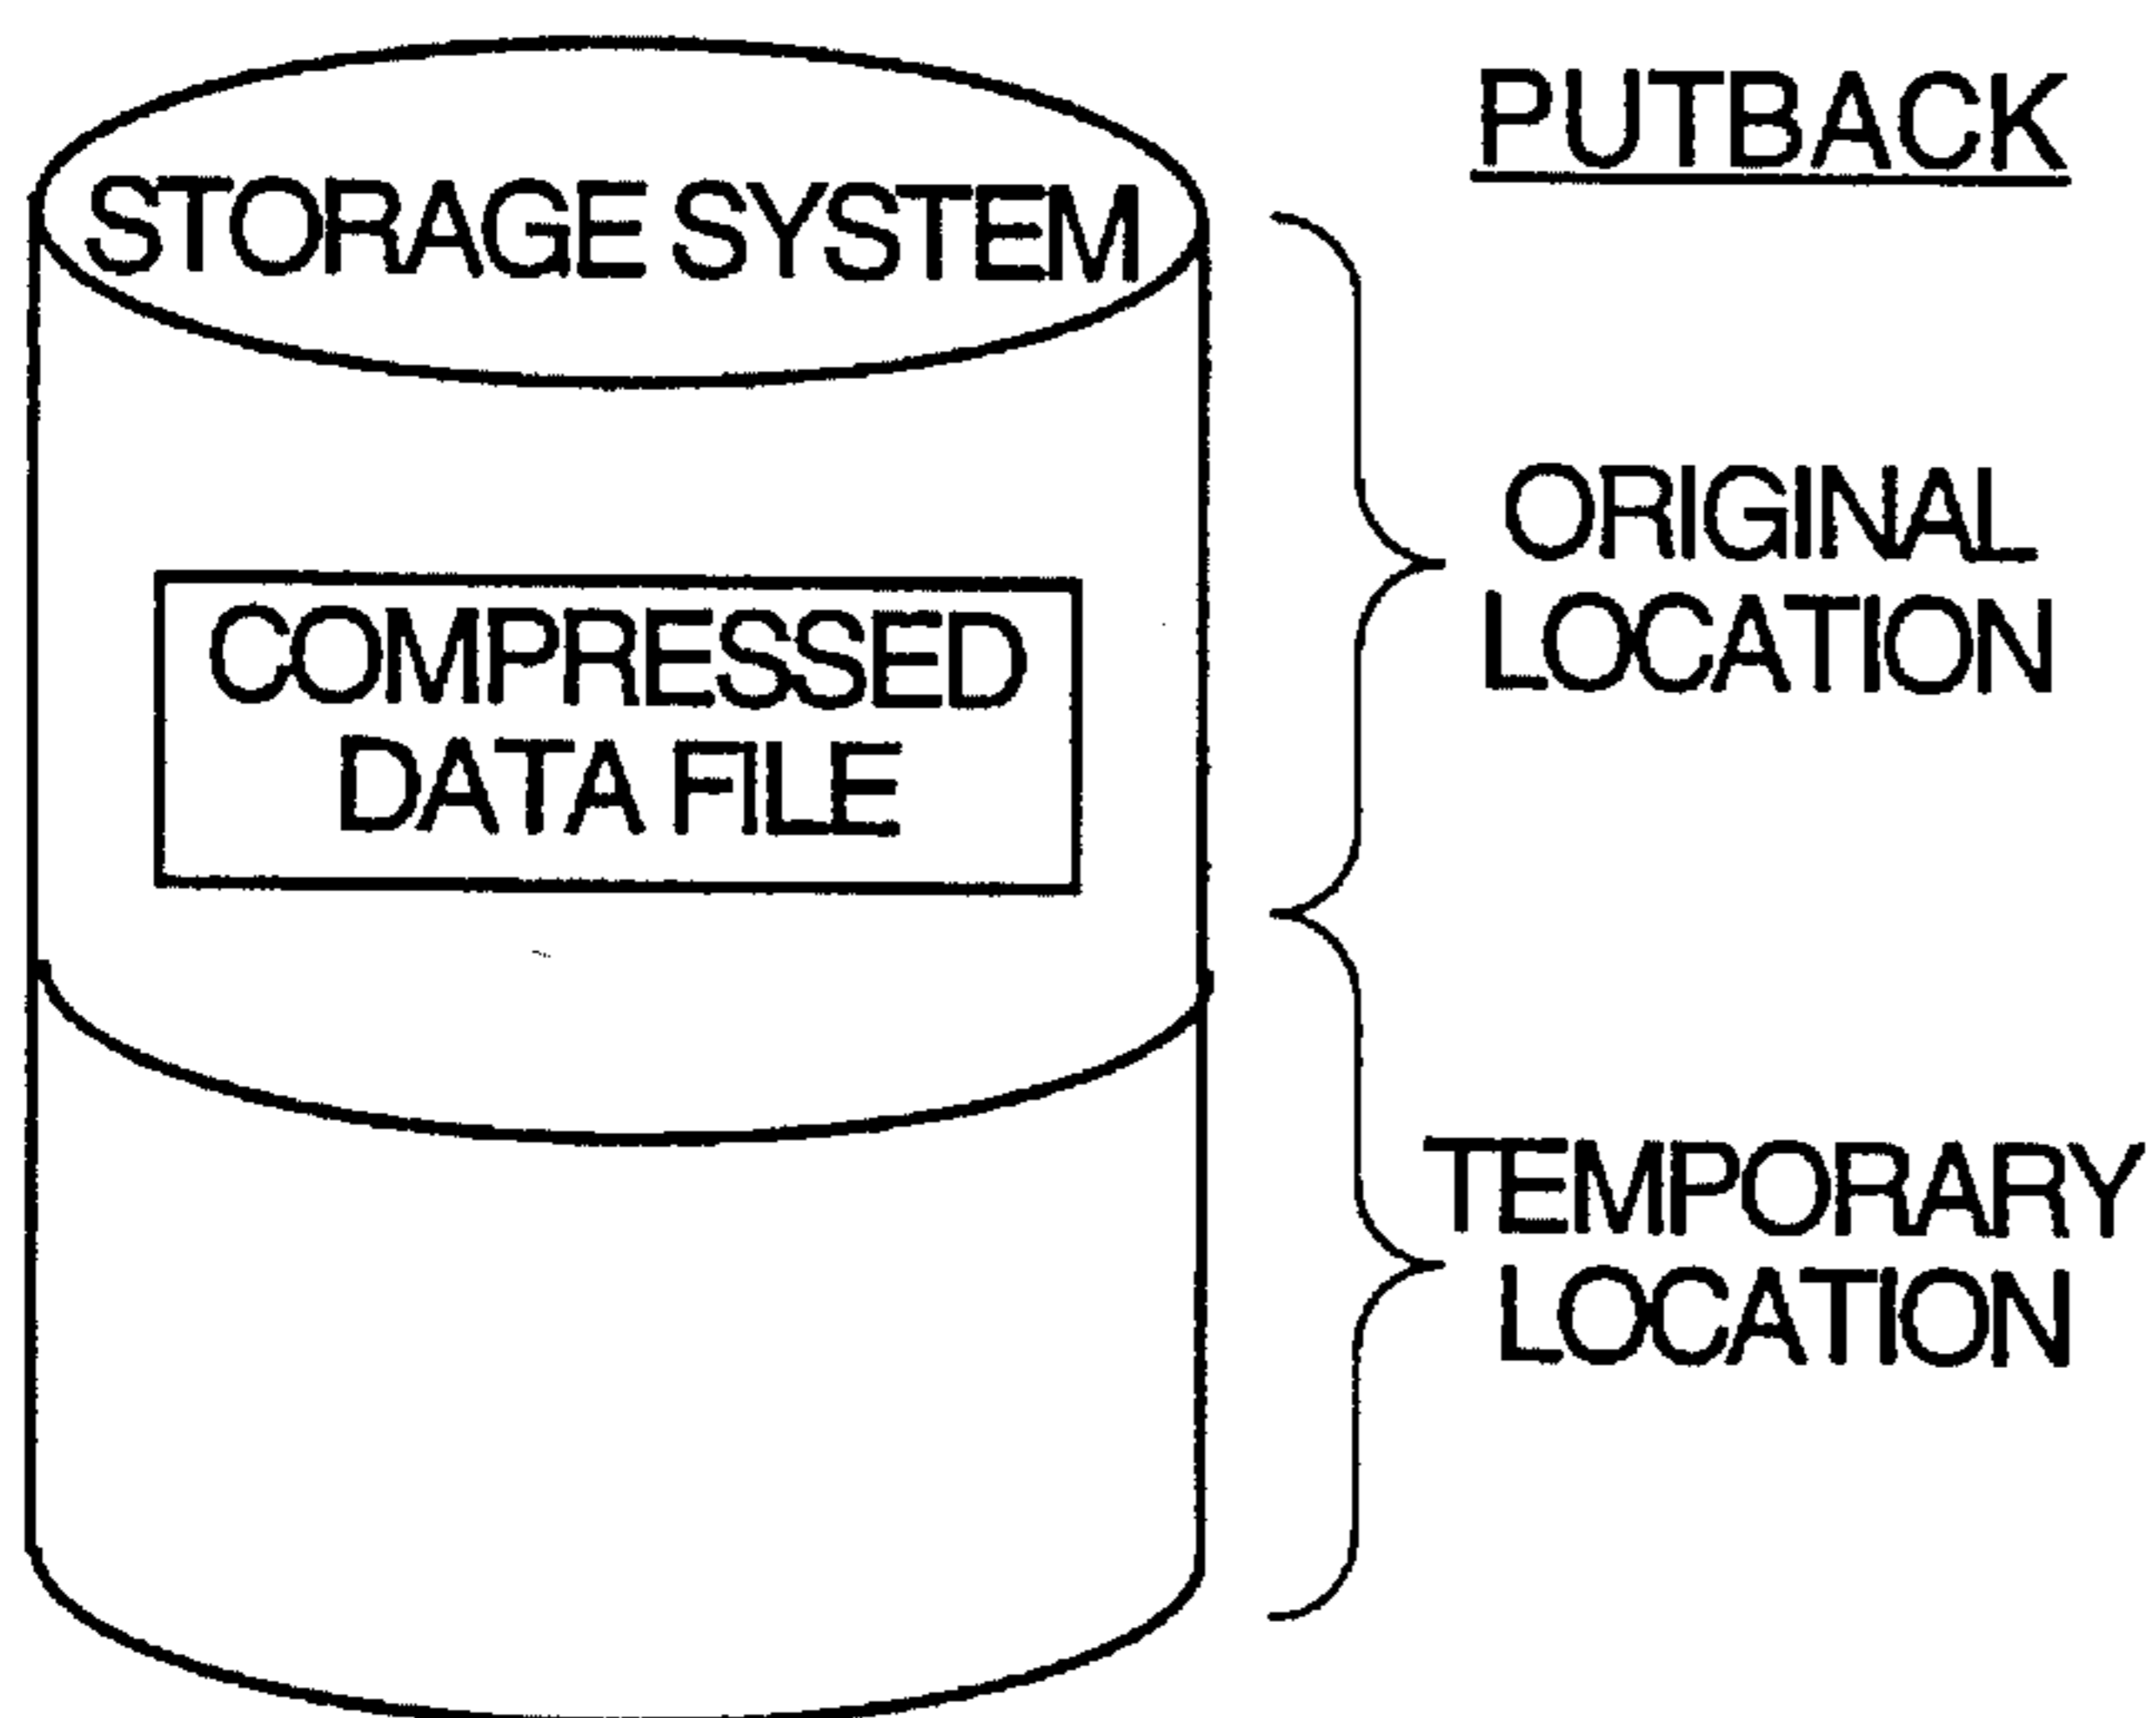 PUTBACK
STORAGE SYSTEM
ORIGINAL
LOCATION
COMPRESSED
DATA FILE
TEMPORARY
LOCATION